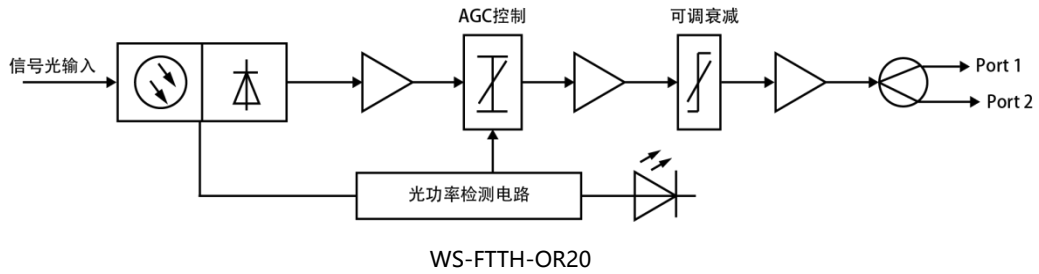 AGC控制
可调衰减
信号光输入
Port 1
Port 2
光功率检测电路
WS-FTTH-OR20